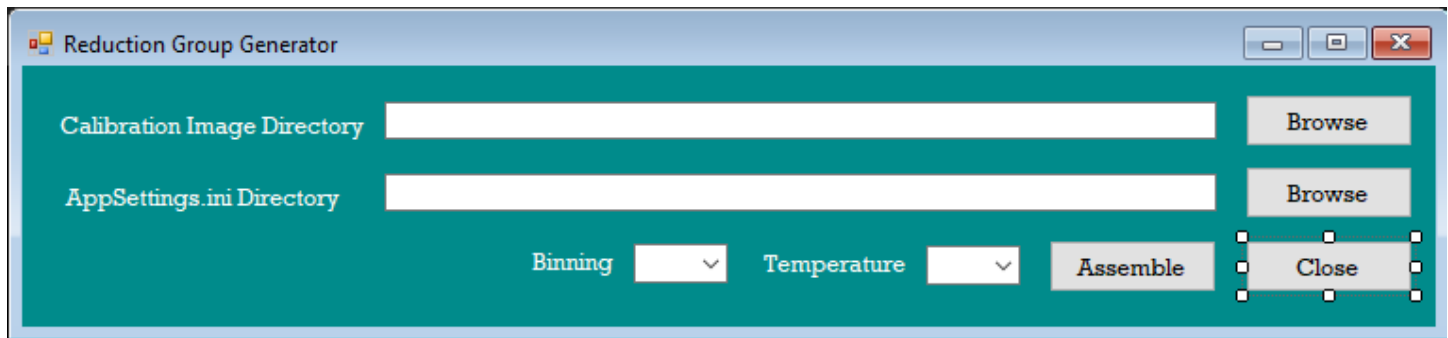 Reduction Group Generator
Calibration Image Directory Browse
AppSettings.ini Directory Browse
Binning Temperature Assemble Close